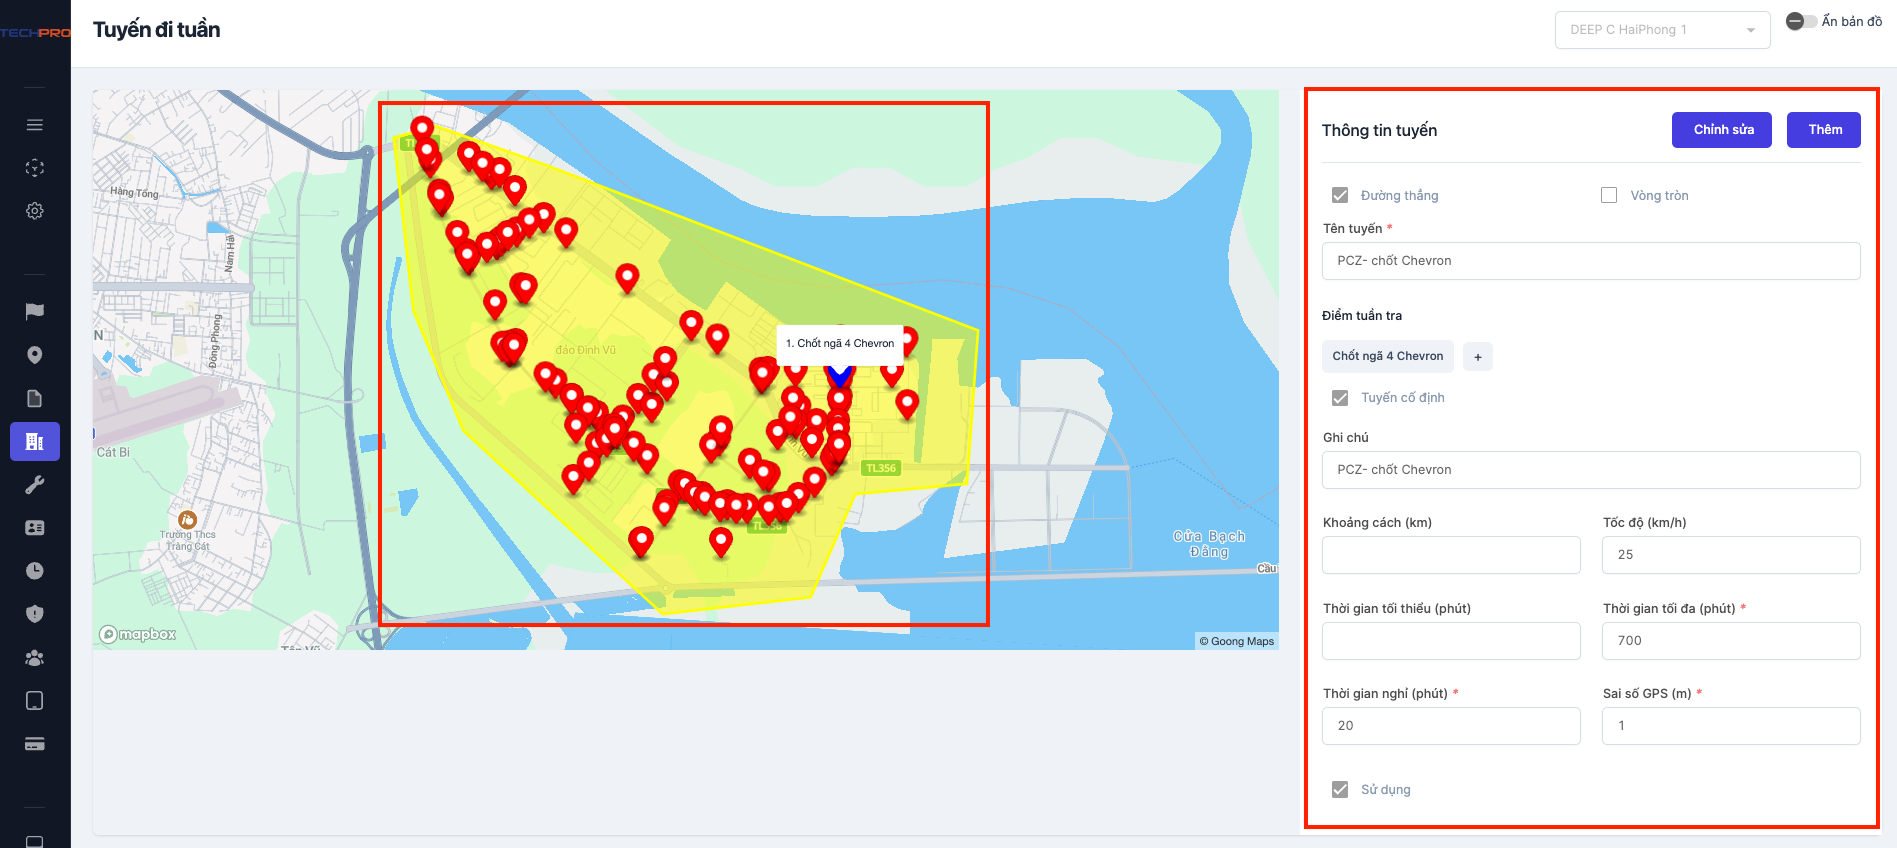 TECHPRO
Tuyến đi tuần
DEEP C HaiPhong 1
Ẩn bản đồ
Hàng Tổng
Nam Hải
Đông Phong
N
Cát Bi
Trường Thcs
Tràng Cát
mapbox
đảo Đình Vũ
1. Chốt ngã 4 Chevron
TL356
TL356
Cửa Bạch
Đằng
Cầu
© Goong Maps
Thông tin tuyến
Chỉnh sửa
Thêm
Đường thẳng
Vòng tròn
Tên tuyến *
PCZ- chốt Chevron
Điểm tuần tra
Chốt ngã 4 Chevron
+
Tuyến cố định
Ghi chú
PCZ- chốt Chevron
Khoảng cách (km)
Tốc độ (km/h)
25
Thời gian tối thiểu (phút)
Thời gian tối đa (phút) *
700
Thời gian nghỉ (phút) *
Sai số GPS (m) *
20
1
Sử dụng